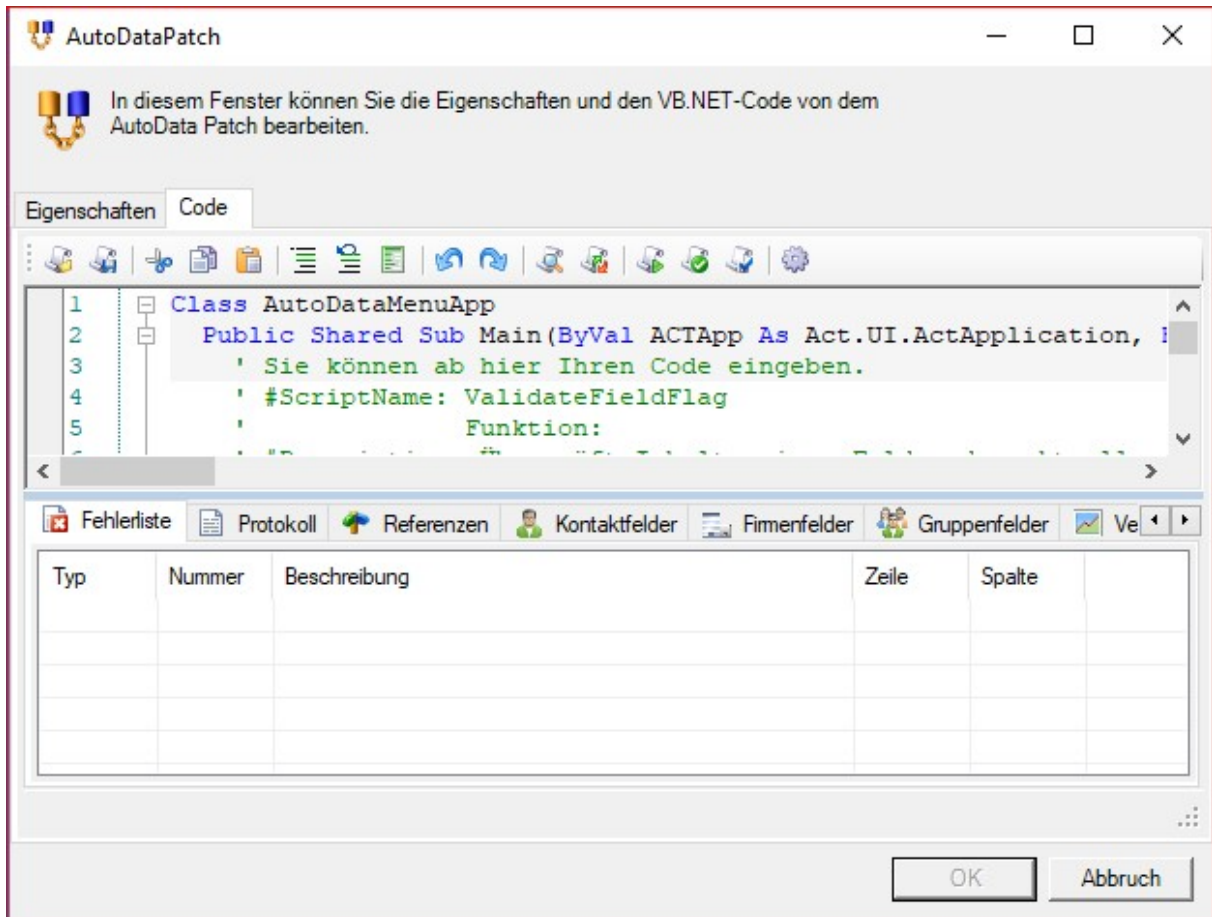 AutoDataPatch
In diesem Fenster können Sie die Eigenschaften und den VB.NET-Code von dem
AutoData Patch bearbeiten.
Eigenschaften Code
1 Class AutoDataMenuApp
2 Public Shared Sub Main(ByVal ACTApp As Act.UI.ActApplication,
3 ' Sie können ab hier Ihren Code eingeben.
4 ' #ScriptName: ValidateFieldFlag
5 ' Funktion:
Fehlerliste Protokoll Referenzen Kontaktfelder Firmenfelder Gruppenfelder Ve
Typ Nummer Beschreibung Zeile Spalte
OK Abbruch